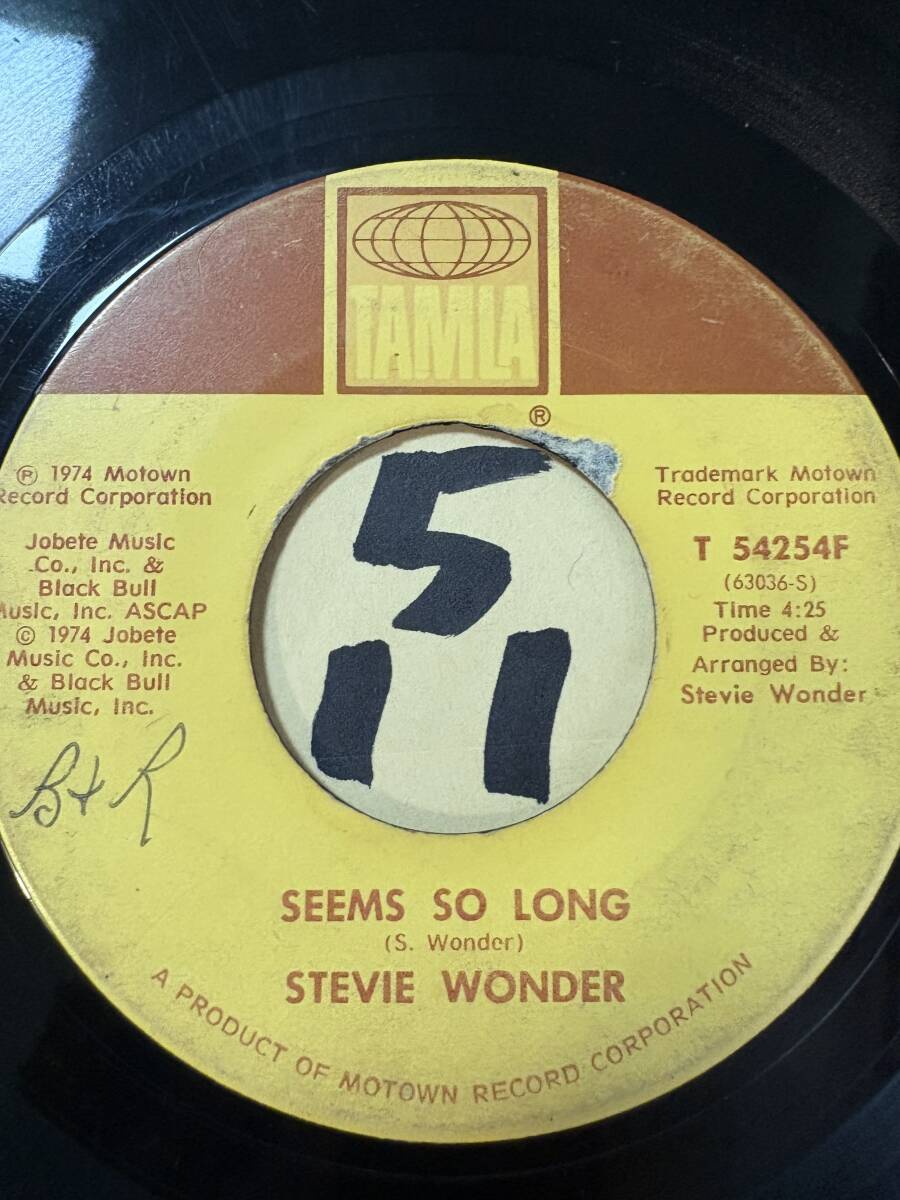 TAMLA
®
℗ 1974 Motown
Record Corporation
Jobete Music
Co., Inc. &
Black Bull
Music, Inc. ASCAP
© 1974 Jobete
Music Co., Inc.
& Black Bull
Music, Inc.
Trademark Motown
Record Corporation
T 54254F
(63036-S)
Time 4:25
Produced &
Arranged By:
Stevie Wonder
5
11
B+R
SEEMS SO LONG
(S. Wonder)
STEVIE WONDER
A PRODUCT OF MOTOWN RECORD CORPORATION